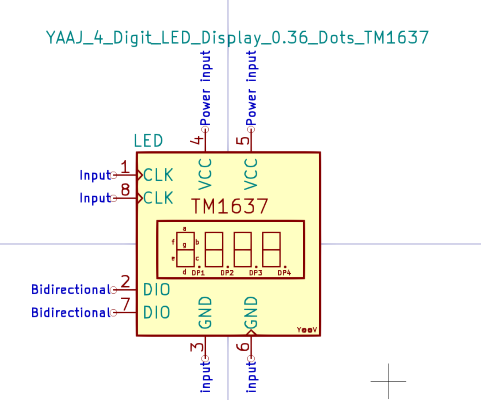 YAAJ_4_Digit_LED_Display_0.36_Dots_TM1637
Power input
Power input
LED
4
5
Input
1
CLK
VCC
VCC
Input
8
CLK
TM1637
a
f
b
g
e
c
d
DP1
DP2
DP3
DP4
Bidirectional
2
DIO
Bidirectional
7
DIO
GND
GND
3
6
input
input